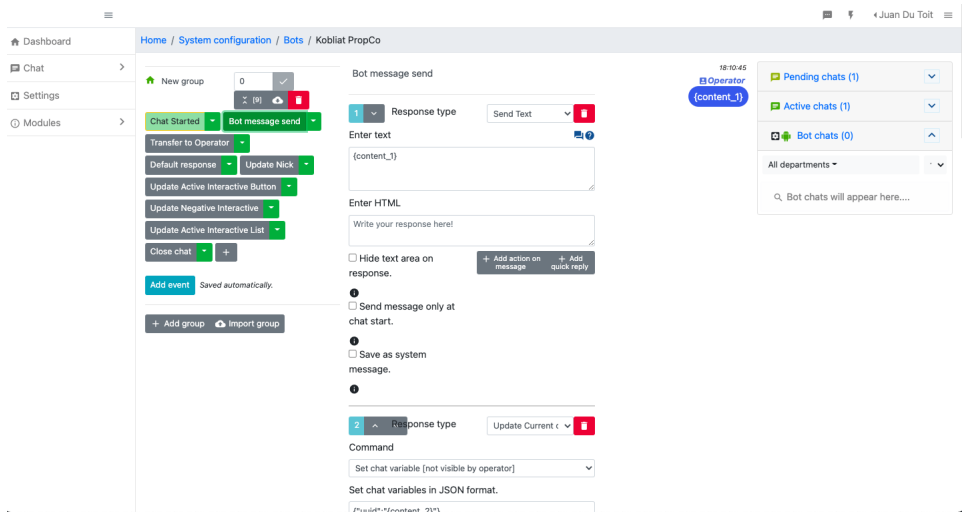 Juan Du Toit
Dashboard
Home / System configuration / Bots / Kobliat PropCo
Chat
Settings
Modules
New group
0
[9]
Chat Started
Bot message send
Transfer to Operator
Default response
Update Nick
Update Active Interactive Button
Update Negative Interactive
Update Active Interactive List
Close chat
+
Add event
Saved automatically.
+ Add group
Import group
Bot message send
1
Response type
Send Text
Enter text
{content_1}
Enter HTML
Write your response here!
Hide text area on
response.
+ Add action on
message
+ Add
quick reply
Send message only at
chat start.
Save as system
message.
2
Response type
Update Current c
Command
Set chat variable [not visible by operator]
Set chat variables in JSON format.
{"uuid":"{content_2}"}
18:10:45
Operator
{content_1}
Pending chats (1)
Active chats (1)
Bot chats (0)
All departments
Bot chats will appear here....